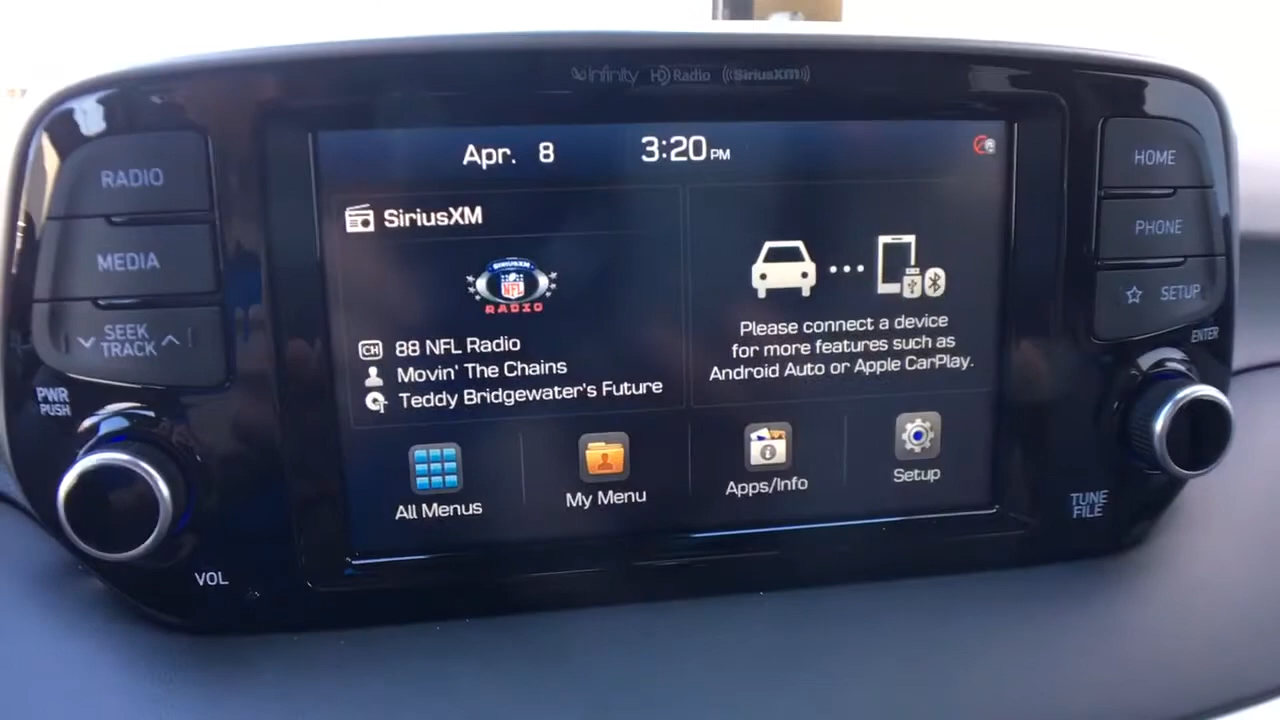 infinity HD Radio ((SiriusXM))
Apr. 8 3:20 PM
RADIO
MEDIA
SEEK
TRACK
PWR
PUSH
VOL
SiriusXM
SIRIUSXM
NFL
RADIO
CH 88 NFL Radio
Movin' The Chains
Teddy Bridgewater's Future
Please connect a device
for more features such as
Android Auto or Apple CarPlay.
All Menus
My Menu
Apps/Info
Setup
HOME
PHONE
SETUP
ENTER
TUNE
FILE